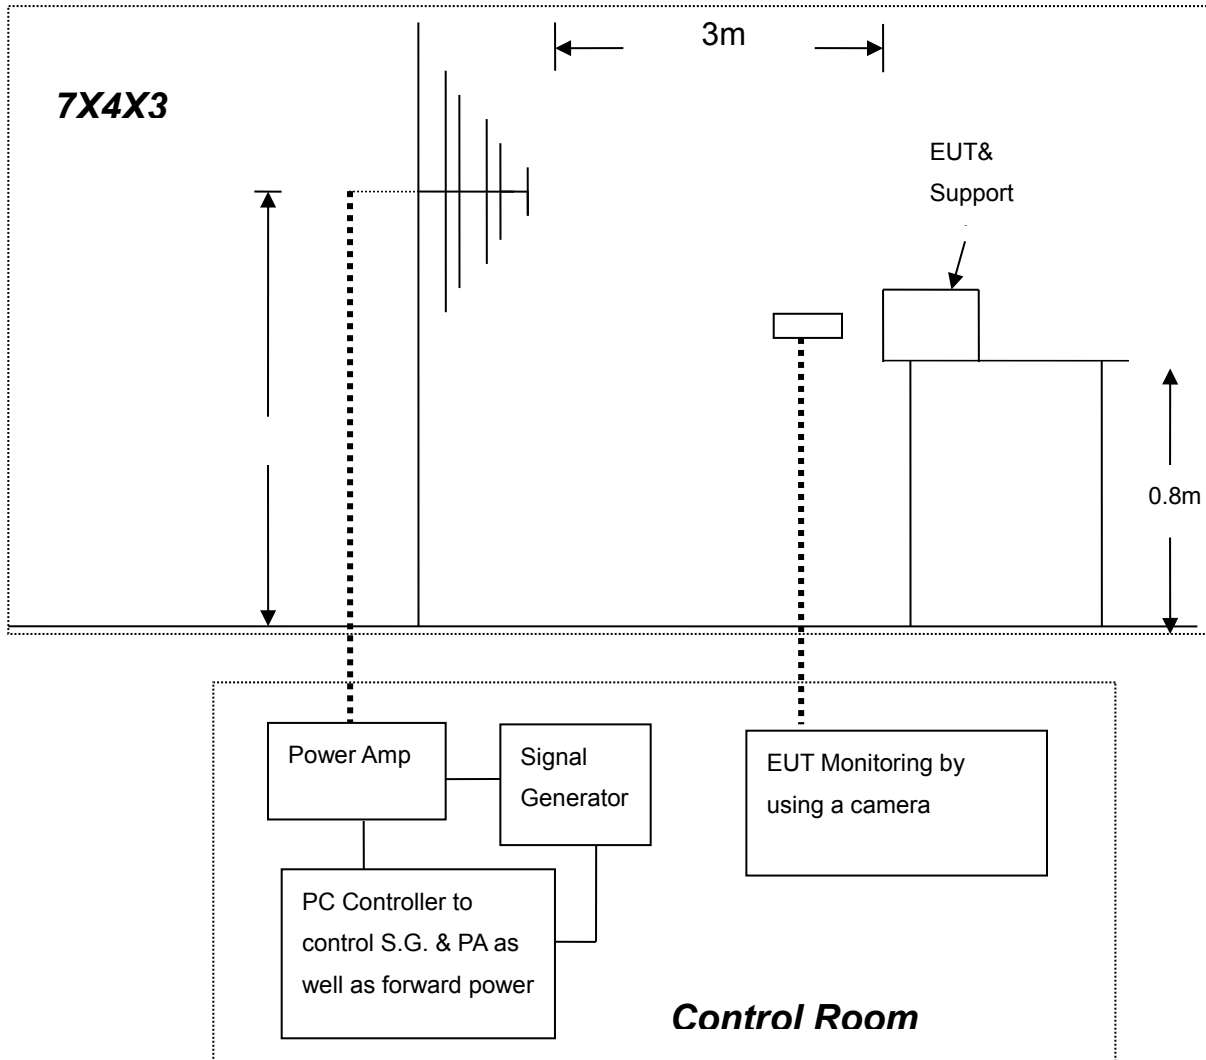 3m
7X4X3
EUT&
Support
0.8m
Power Amp
Signal
Generator
EUT Monitoring by
using a camera
PC Controller to
control S.G. & PA as
well as forward power
Control Room